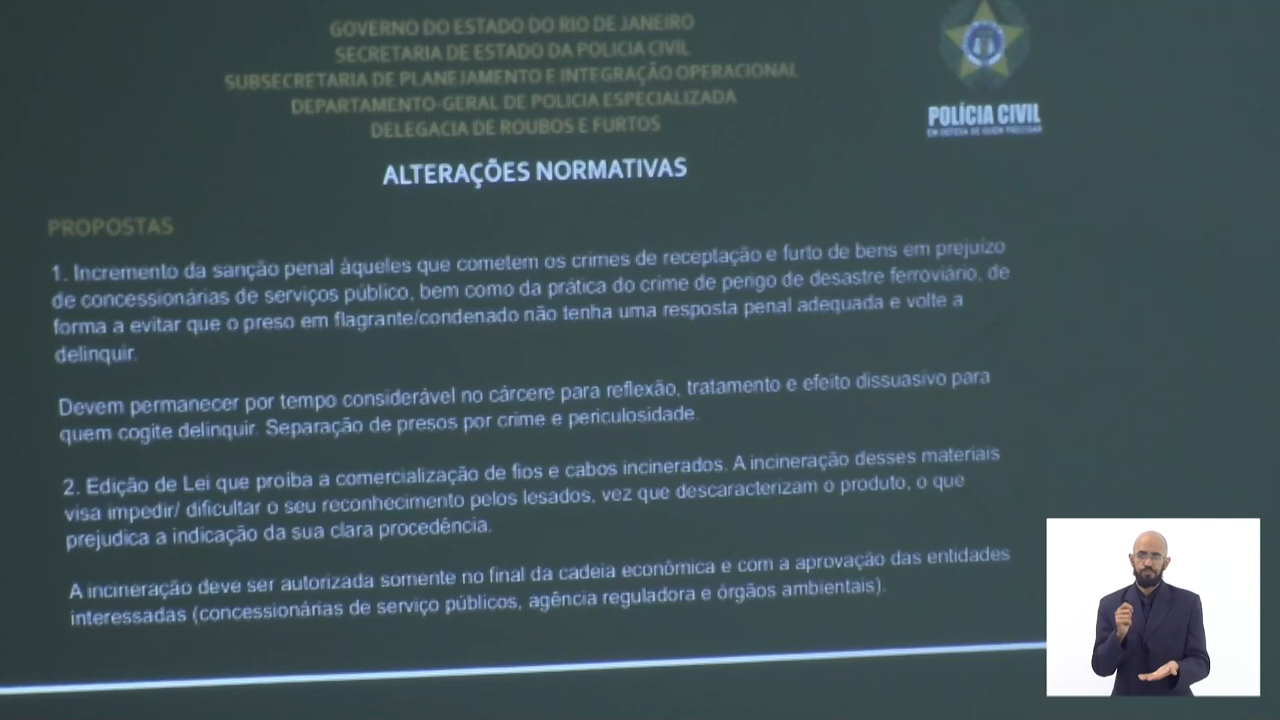 GOVERNO DO ESTADO DO RIO DE JANEIRO
SECRETARIA DE ESTADO DA POLICIA CIVIL
SUBSECRETARIA DE PLANEJAMENTO E INTEGRAÇÃO OPERACIONAL
DEPARTAMENTO-GERAL DE POLICIA ESPECIALIZADA
DELEGACIA DE ROUBOS E FURTOS
POLÍCIA CIVIL
EM DEFESA DE QUEM PRECISAR
ALTERAÇÕES NORMATIVAS
PROPOSTAS
1. Incremento da sanção penal àqueles que cometem os crimes de receptação e furto de bens em prejuízo
de concessionárias de serviços público, bem como da prática do crime de perigo de desastre ferroviário, de
forma a evitar que o preso em flagrante/condenado não tenha uma resposta penal adequada e volte a
delinquir.
Devem permanecer por tempo considerável no cárcere para reflexão, tratamento e efeito dissuasivo para
quem cogite delinquir. Separação de presos por crime e periculosidade.
2. Edição de Lei que proiba a comercialização de fios e cabos incinerados. A incineração desses materiais
visa impedir/ dificultar o seu reconhecimento pelos lesados, vez que descaracterizam o produto, o que
prejudica a indicação da sua clara procedência.
A incineração deve ser autorizada somente no final da cadeia econômica e com a aprovação das entidades
interessadas (concessionárias de serviço públicos, agência reguladora e órgãos ambientais).